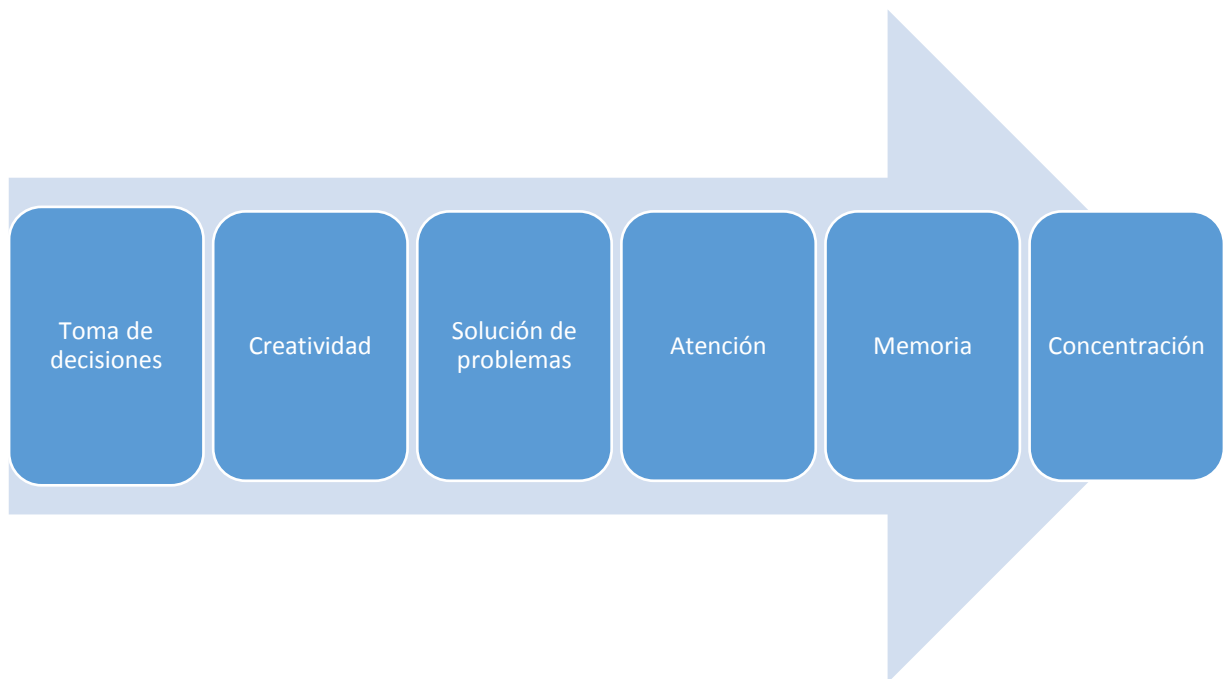 Toma de
decisiones
Creatividad
Solución de
problemas
Atención
Memoria
Concentración